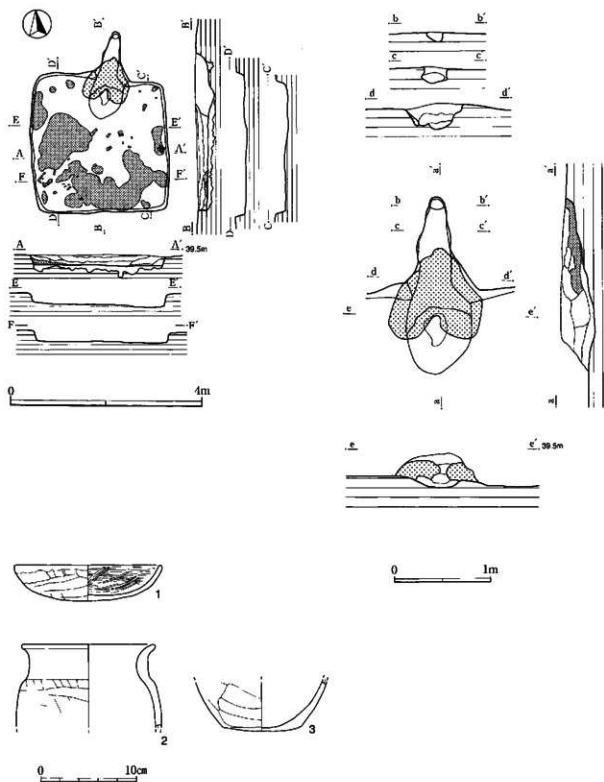 B´
D´
C´
E E´
A A´
F F´
D C
B
B´
D´
C´
B
D
C
A A´ 39.5m
E E´
F F´
0 4m
b b´
c c´
d d´
a´
b b´
c c´
d d´
e e´
a
a´
a
e e´ 39.5m
0 1m
1
2
3
0 10cm